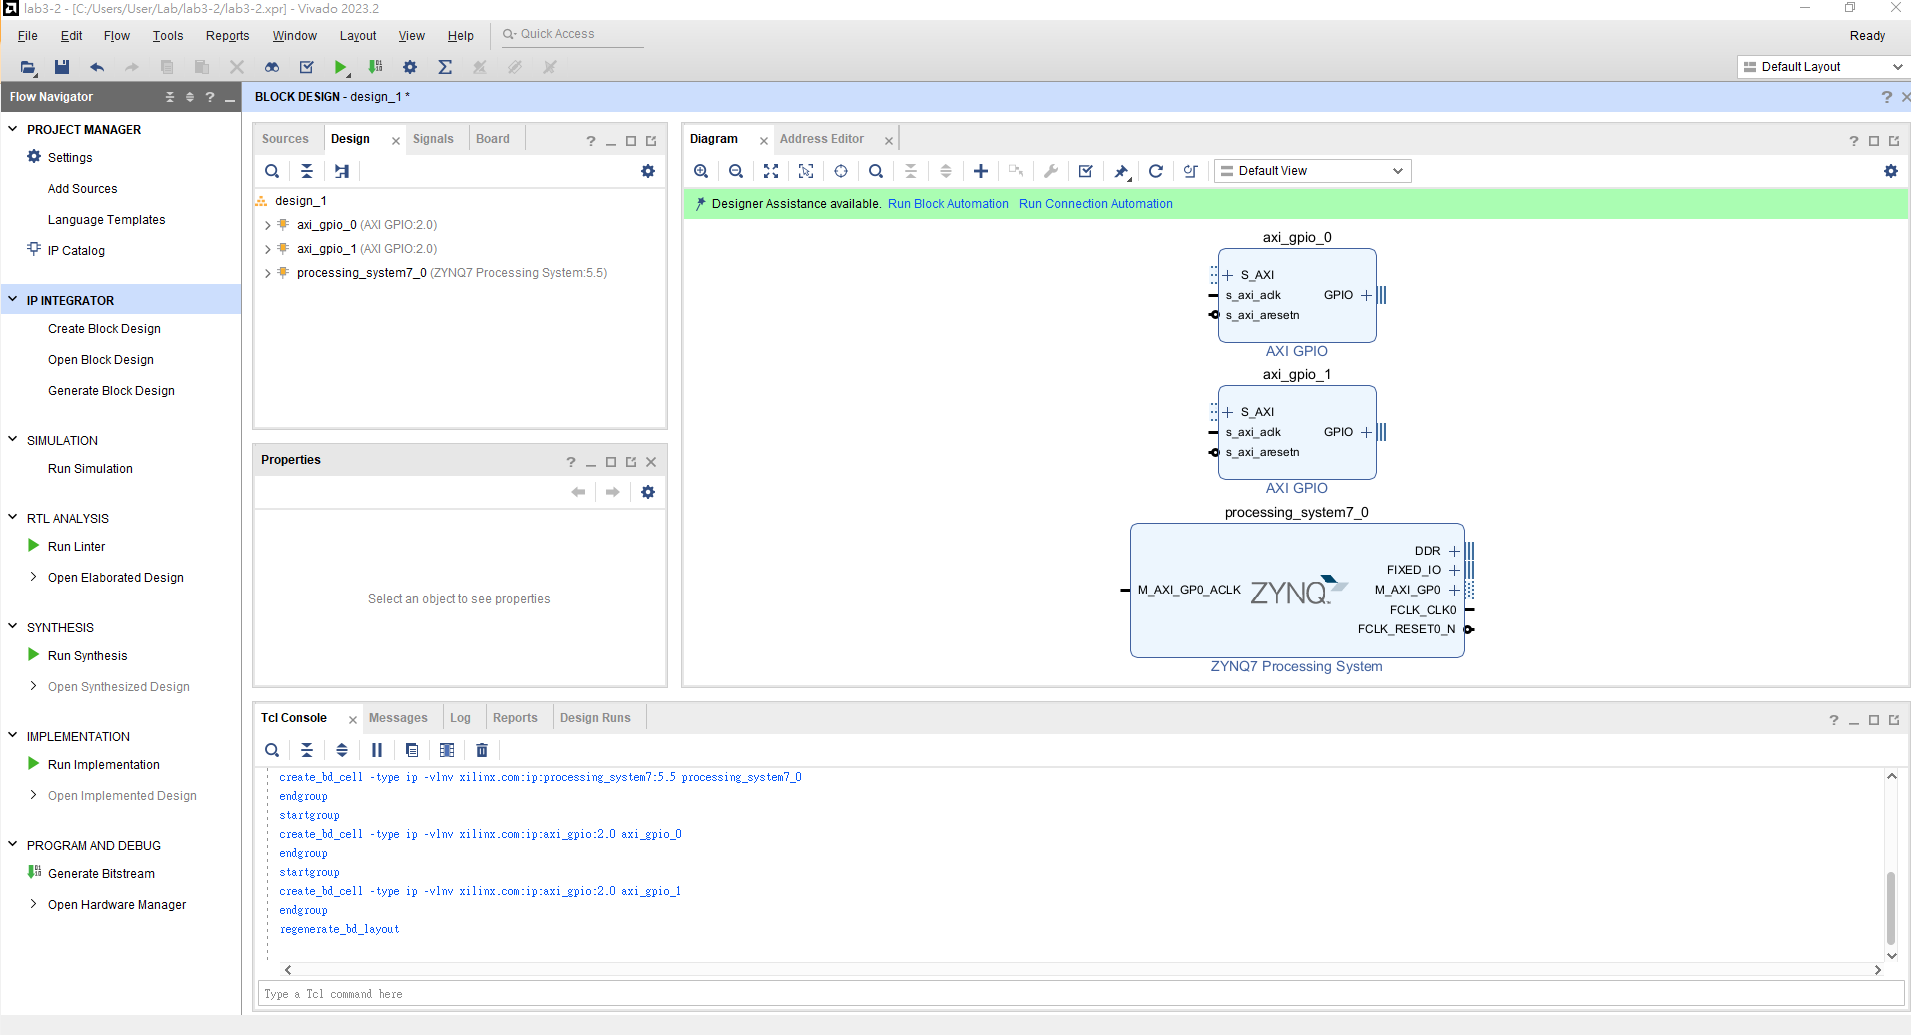 lab3-2 - [C:/Users/User/Lab/lab3-2/lab3-2.xpr] - Vivado 2023.2
File Edit Flow Tools Reports Window Layout View Help Quick Access
Ready
Default Layout
Flow Navigator
PROJECT MANAGER
Settings
Add Sources
Language Templates
IP Catalog
IP INTEGRATOR
Create Block Design
Open Block Design
Generate Block Design
SIMULATION
Run Simulation
RTL ANALYSIS
Run Linter
Open Elaborated Design
SYNTHESIS
Run Synthesis
Open Synthesized Design
IMPLEMENTATION
Run Implementation
Open Implemented Design
PROGRAM AND DEBUG
Generate Bitstream
Open Hardware Manager
BLOCK DESIGN - design_1 *
Sources Design Signals Board
design_1
axi_gpio_0 (AXI GPIO:2.0)
axi_gpio_1 (AXI GPIO:2.0)
processing_system7_0 (ZYNQ7 Processing System:5.5)
Properties
Select an object to see properties
Diagram Address Editor
Default View
Designer Assistance available. Run Block Automation Run Connection Automation
axi_gpio_0
S_AXI
s_axi_aclk GPIO
s_axi_aresetn
AXI GPIO
axi_gpio_1
S_AXI
s_axi_aclk GPIO
s_axi_aresetn
AXI GPIO
processing_system7_0
DDR
FIXED_IO
M_AXI_GP0_ACLK ZYNQ M_AXI_GP0
FCLK_CLK0
FCLK_RESET0_N
ZYNQ7 Processing System
Tcl Console Messages Log Reports Design Runs
create_bd_cell -type ip -vlnv xilinx.com:ip:processing_system7:5.5 processing_system7_0
endgroup
startgroup
create_bd_cell -type ip -vlnv xilinx.com:ip:axi_gpio:2.0 axi_gpio_0
endgroup
startgroup
create_bd_cell -type ip -vlnv xilinx.com:ip:axi_gpio:2.0 axi_gpio_1
endgroup
regenerate_bd_layout
Type a Tcl command here